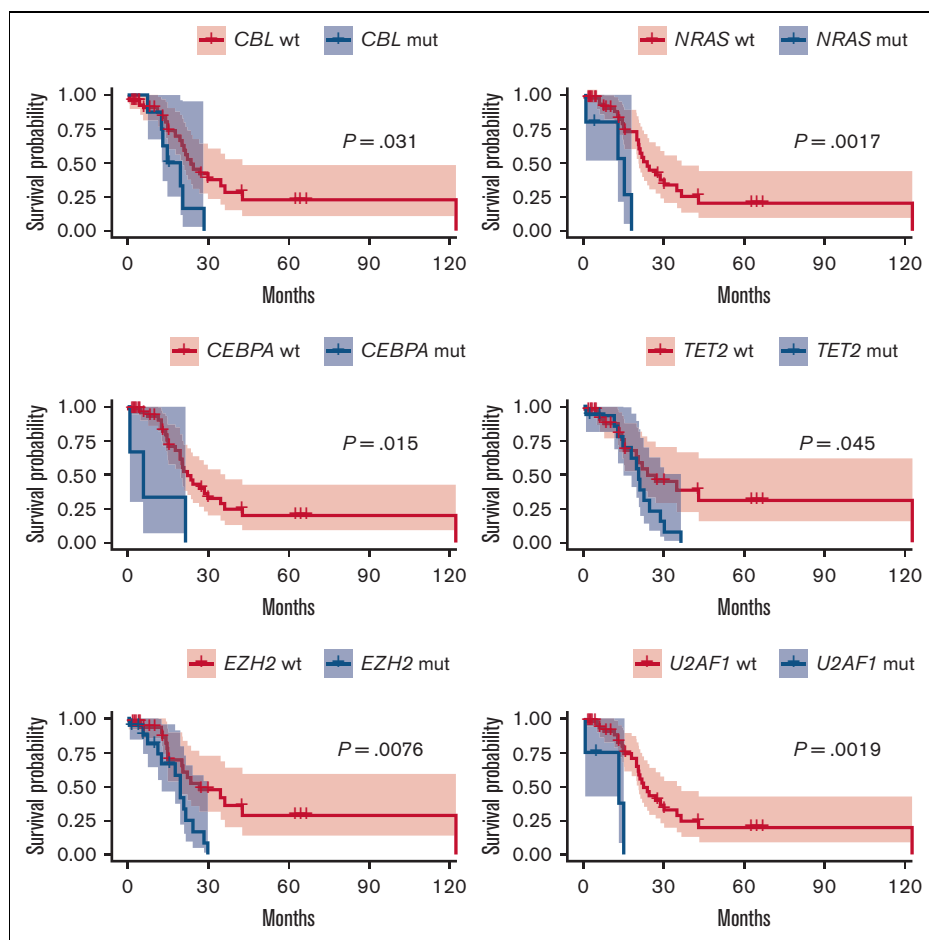 CBL wt CBL mut
Survival probability
1.00
0.75
0.50
0.25
0.00
P = .031
0 30 60 90 120
Months
NRAS wt NRAS mut
Survival probability
1.00
0.75
0.50
0.25
0.00
P = .0017
0 30 60 90 120
Months
CEBPA wt CEBPA mut
Survival probability
1.00
0.75
0.50
0.25
0.00
P = .015
0 30 60 90 120
Months
TET2 wt TET2 mut
Survival probability
1.00
0.75
0.50
0.25
0.00
P = .045
0 30 60 90 120
Months
EZH2 wt EZH2 mut
Survival probability
1.00
0.75
0.50
0.25
0.00
P = .0076
0 30 60 90 120
Months
U2AF1 wt U2AF1 mut
Survival probability
1.00
0.75
0.50
0.25
0.00
P = .0019
0 30 60 90 120
Months